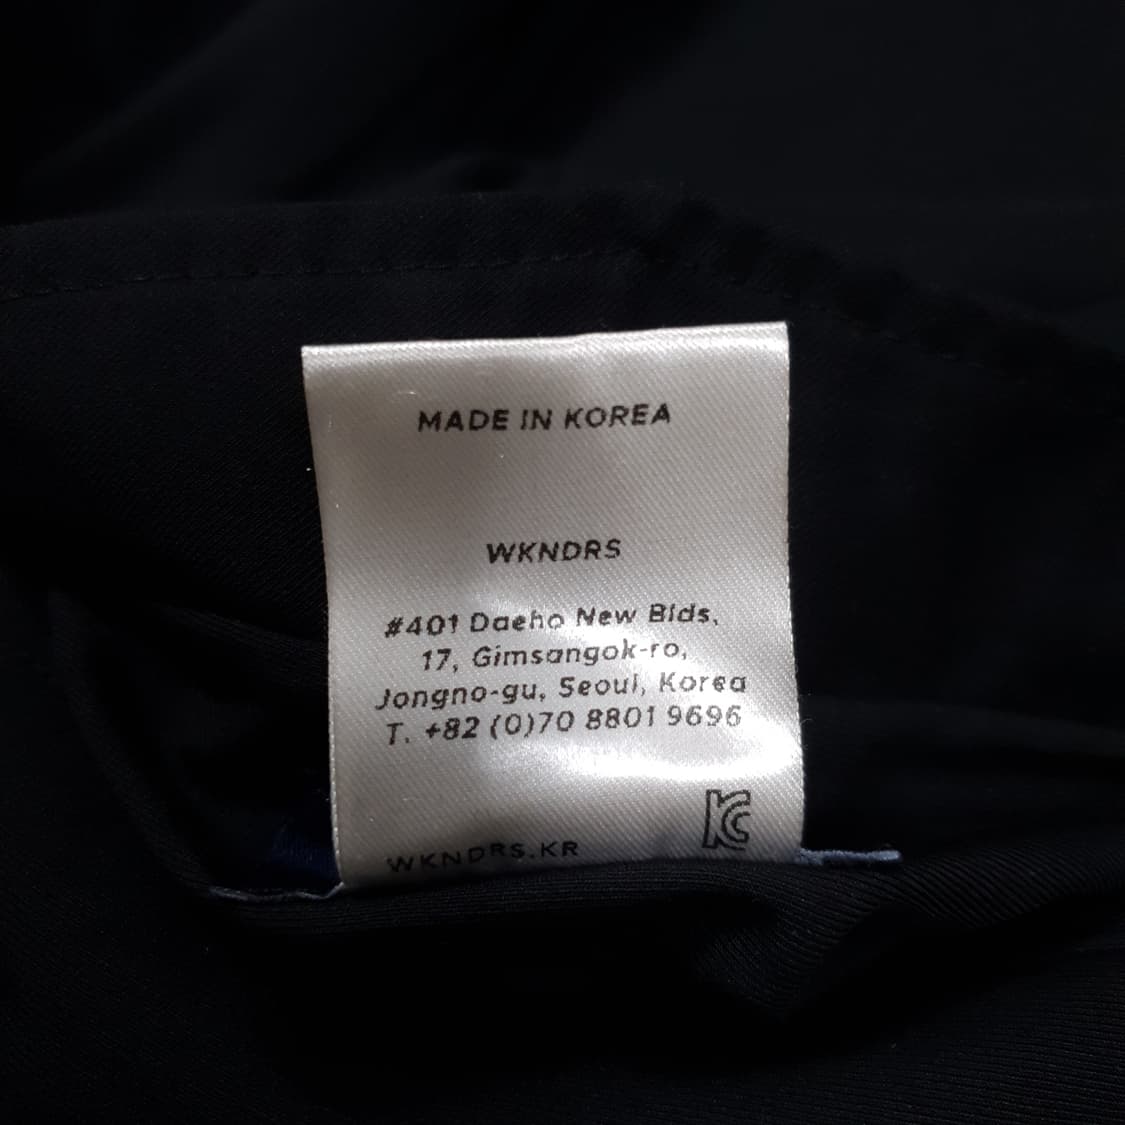 MADE IN KOREA
WKNDRS
#401 Daeho New Blds,
17, Gimsangok-ro,
Jongno-gu, Seoul, Korea
T. +82 (0)70 8801 9696
KC
WKNDRS.KR